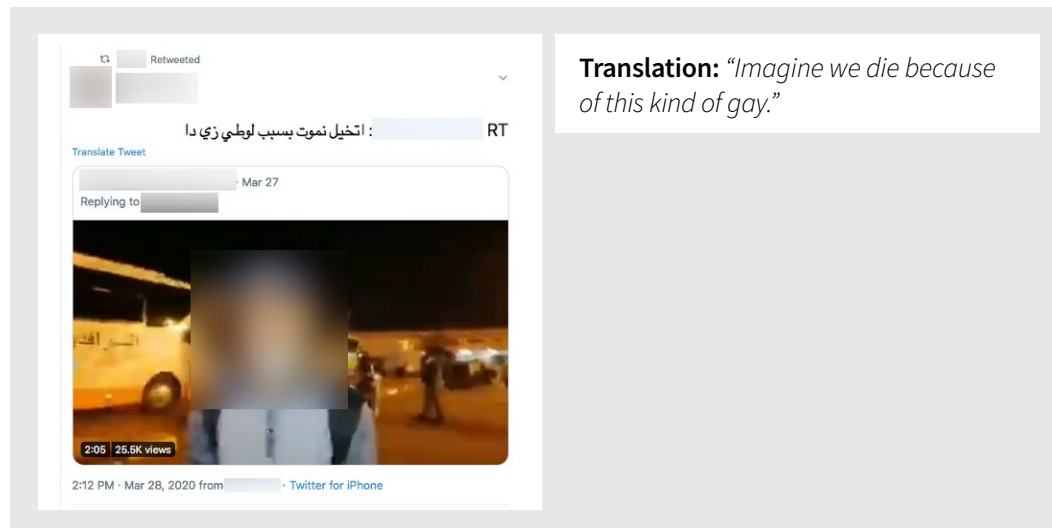 Retweeted
RT : اتخيل نموت بسبب لوطي زي دا
Translate Tweet
· Mar 27
Replying to
2:05 25.5K views
2:12 PM · Mar 28, 2020 from · Twitter for iPhone
Translation: “Imagine we die because
of this kind of gay.”